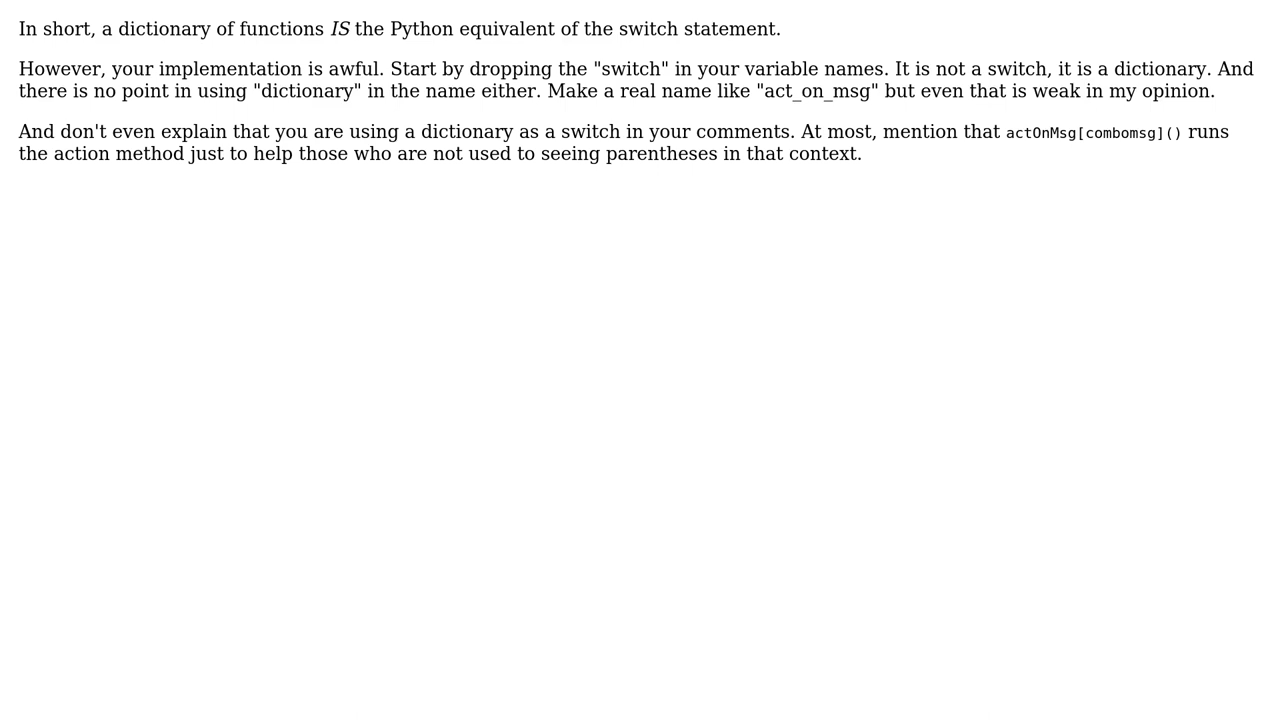 In short, a dictionary of functions IS the Python equivalent of the switch statement.
However, your implementation is awful. Start by dropping the "switch" in your variable names. It is not a switch, it is a dictionary. And
there is no point in using "dictionary" in the name either. Make a real name like "act_on_msg" but even that is weak in my opinion.
And don't even explain that you are using a dictionary as a switch in your comments. At most, mention that actOnMsg[combomsg]() runs
the action method just to help those who are not used to seeing parentheses in that context.